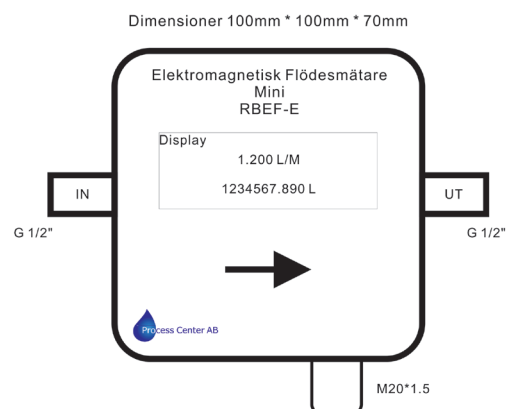 Dimensioner 100mm * 100mm * 70mm
Elektromagnetisk Flödesmätare
Mini
RBEF-E
Display
1.200 L/M
1234567.890 L
IN
UT
G 1/2"
G 1/2"
Process Center AB
M20*1.5